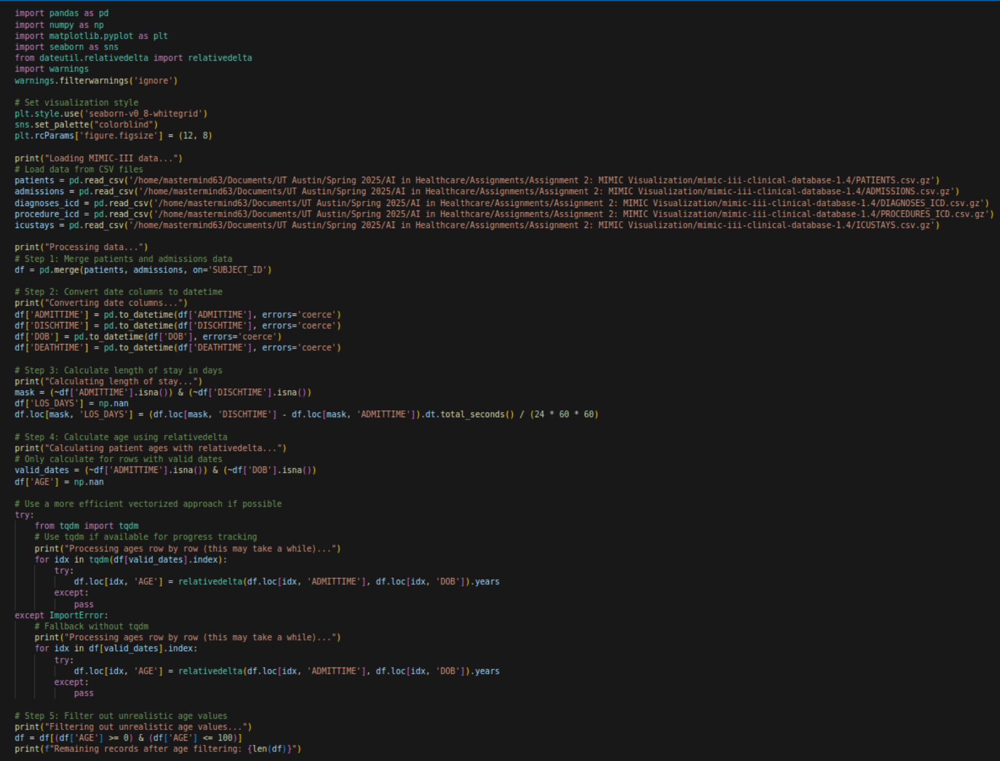 import pandas as pd
import numpy as np
import matplotlib.pyplot as plt
import seaborn as sns
from dateutil.relativedelta import relativedelta
import warnings
warnings.filterwarnings('ignore')

# Set visualization style
plt.style.use('seaborn-v0_8-whitegrid')
sns.set_palette("colorblind")
plt.rcParams['figure.figsize'] = (12, 8)

print("Loading MIMIC-III data...")
# Load data from CSV files
patients = pd.read_csv('/home/mastermind63/Documents/UT Austin/Spring 2025/AI in Healthcare/Assignments/Assignment 2: MIMIC Visualization/mimic-iii-clinical-database-1.4/PATIENTS.csv.gz')
admissions = pd.read_csv('/home/mastermind63/Documents/UT Austin/Spring 2025/AI in Healthcare/Assignments/Assignment 2: MIMIC Visualization/mimic-iii-clinical-database-1.4/ADMISSIONS.csv.gz')
diagnoses_icd = pd.read_csv('/home/mastermind63/Documents/UT Austin/Spring 2025/AI in Healthcare/Assignments/Assignment 2: MIMIC Visualization/mimic-iii-clinical-database-1.4/DIAGNOSES_ICD.csv.gz')
procedure_icd = pd.read_csv('/home/mastermind63/Documents/UT Austin/Spring 2025/AI in Healthcare/Assignments/Assignment 2: MIMIC Visualization/mimic-iii-clinical-database-1.4/PROCEDURES_ICD.csv.gz')
icustays = pd.read_csv('/home/mastermind63/Documents/UT Austin/Spring 2025/AI in Healthcare/Assignments/Assignment 2: MIMIC Visualization/mimic-iii-clinical-database-1.4/ICUSTAYS.csv.gz')

print("Processing data...")
# Step 1: Merge patients and admissions data
df = pd.merge(patients, admissions, on='SUBJECT_ID')

# Step 2: Convert date columns to datetime
print("Converting date columns...")
df['ADMITTIME'] = pd.to_datetime(df['ADMITTIME'], errors='coerce')
df['DISCHTIME'] = pd.to_datetime(df['DISCHTIME'], errors='coerce')
df['DOB'] = pd.to_datetime(df['DOB'], errors='coerce')
df['DEATHTIME'] = pd.to_datetime(df['DEATHTIME'], errors='coerce')

# Step 3: Calculate length of stay in days
print("Calculating length of stay...")
mask = (~df['ADMITTIME'].isna()) & (~df['DISCHTIME'].isna())
df['LOS_DAYS'] = np.nan
df.loc[mask, 'LOS_DAYS'] = (df.loc[mask, 'DISCHTIME'] - df.loc[mask, 'ADMITTIME']).dt.total_seconds() / (24 * 60 * 60)

# Step 4: Calculate age using relativedelta
print("Calculating patient ages with relativedelta...")
# Only calculate for rows with valid dates
valid_dates = (~df['ADMITTIME'].isna()) & (~df['DOB'].isna())
df['AGE'] = np.nan

# Use a more efficient vectorized approach if possible
try:
    from tqdm import tqdm
    # Use tqdm if available for progress tracking
    print("Processing ages row by row (this may take a while)...")
    for idx in tqdm(df[valid_dates].index):
        try:
            df.loc[idx, 'AGE'] = relativedelta(df.loc[idx, 'ADMITTIME'], df.loc[idx, 'DOB']).years
        except:
            pass
except ImportError:
    # Fallback without tqdm
    print("Processing ages row by row (this may take a while)...")
    for idx in df[valid_dates].index:
        try:
            df.loc[idx, 'AGE'] = relativedelta(df.loc[idx, 'ADMITTIME'], df.loc[idx, 'DOB']).years
        except:
            pass

# Step 5: Filter out unrealistic age values
print("Filtering out unrealistic age values...")
df = df[(df['AGE'] >= 0) & (df['AGE'] <= 100)]
print(f"Remaining records after age filtering: {len(df)}")